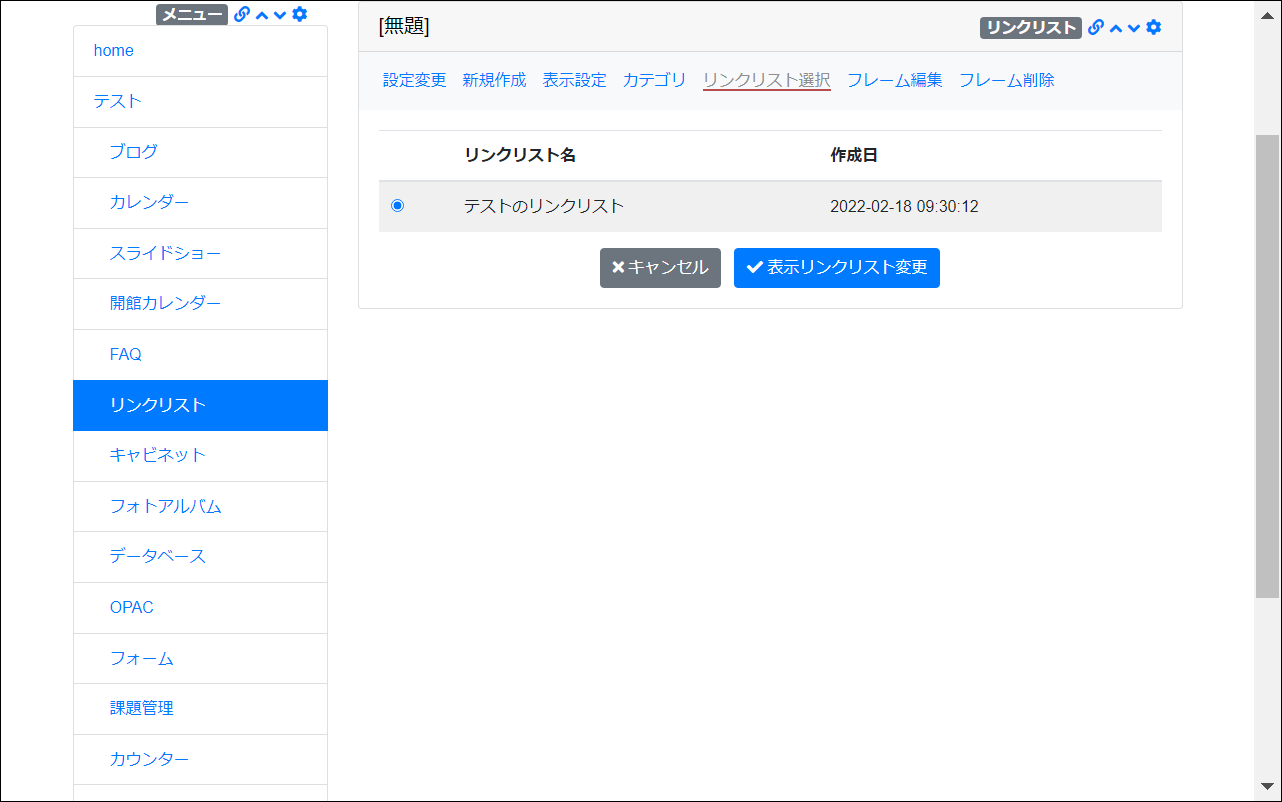 メニュー
home
テスト
ブログ
カレンダー
スライドショー
開館カレンダー
FAQ
リンクリスト
キャビネット
フォトアルバム
データベース
OPAC
フォーム
課題管理
カウンター
[無題]
リンクリスト
設定変更 新規作成 表示設定 カテゴリ リンクリスト選択 フレーム編集 フレーム削除
リンクリスト名 作成日
テストのリンクリスト 2022-02-18 09:30:12
キャンセル 表示リンクリスト変更